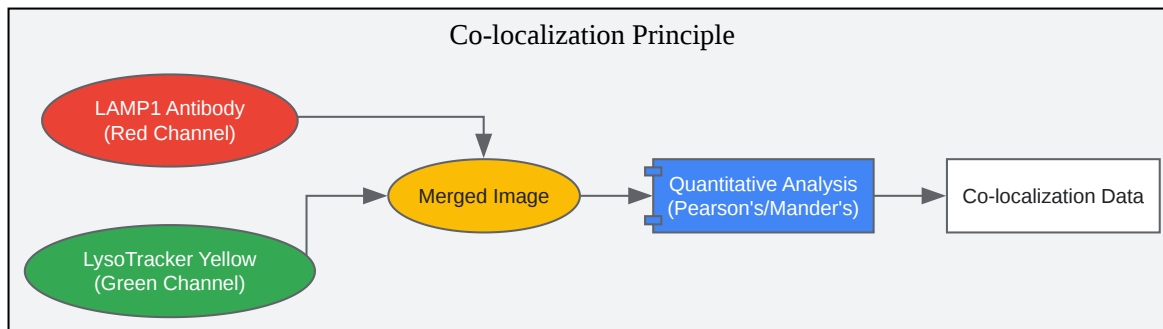 Co-localization Principle
LAMP1 Antibody
(Red Channel)
LysoTracker Yellow
(Green Channel)
Merged Image
Quantitative Analysis
(Pearson's/Mander's)
Co-localization Data